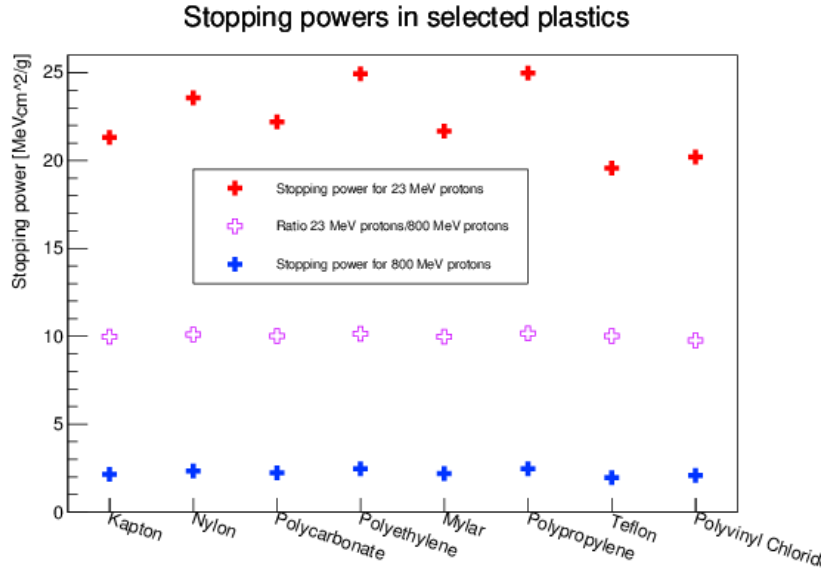 Stopping powers in selected plastics
Stopping power [MeVcm^2/g]
25
20
15
10
5
0
Stopping power for 23 MeV protons
Ratio 23 MeV protons/800 MeV protons
Stopping power for 800 MeV protons
Kapton
Nylon
Polycarbonate
Polyethylene
Mylar
Polypropylene
Teflon
Polyvinyl Chlorid